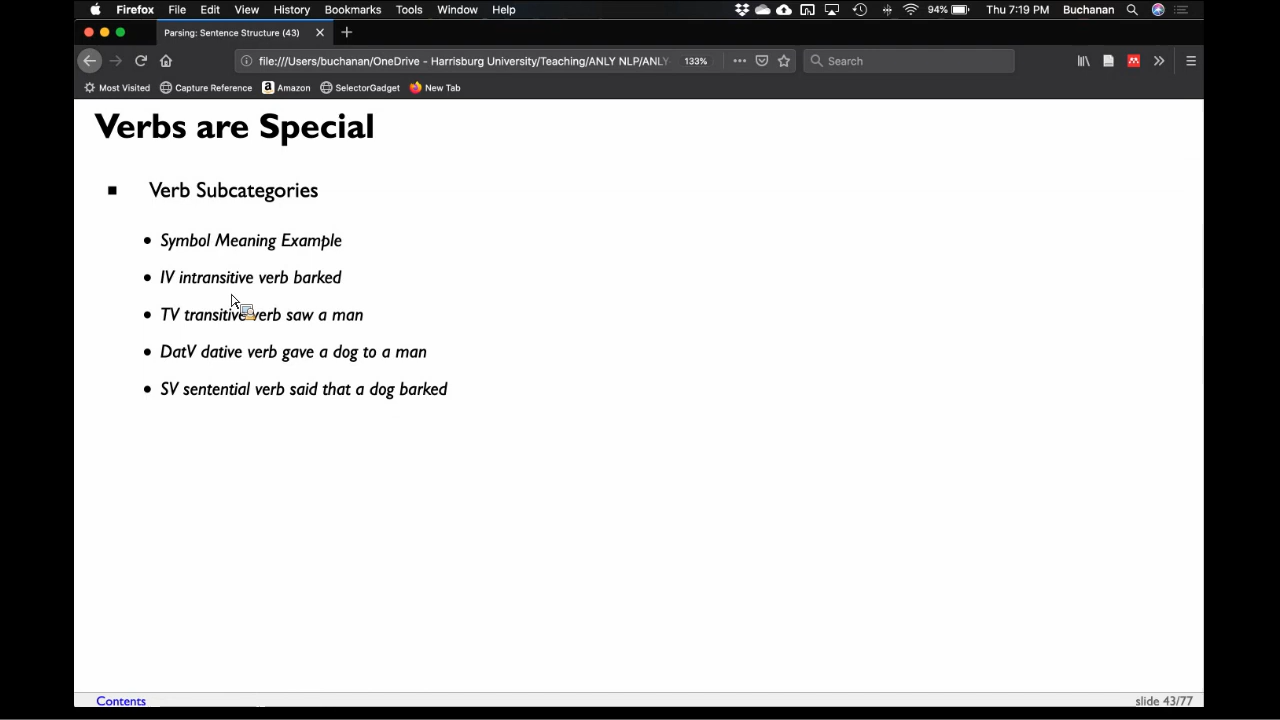 Firefox File Edit View History Bookmarks Tools Window Help 94% Thu 7:19 PM Buchanan
Parsing: Sentence Structure (43)
file:///Users/buchanan/OneDrive - Harrisburg University/Teaching/ANLY NLP/ANLY 133% Search
Most Visited Capture Reference Amazon SelectorGadget New Tab
Verbs are Special
Verb Subcategories
Symbol Meaning Example
IV intransitive verb barked
TV transitive verb saw a man
DatV dative verb gave a dog to a man
SV sentential verb said that a dog barked
Contents slide 43/77